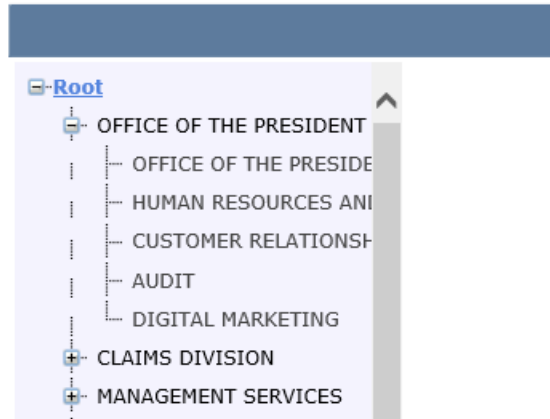 Root
OFFICE OF THE PRESIDENT
OFFICE OF THE PRESIDE
HUMAN RESOURCES AN
CUSTOMER RELATIONSH
AUDIT
DIGITAL MARKETING
CLAIMS DIVISION
MANAGEMENT SERVICES